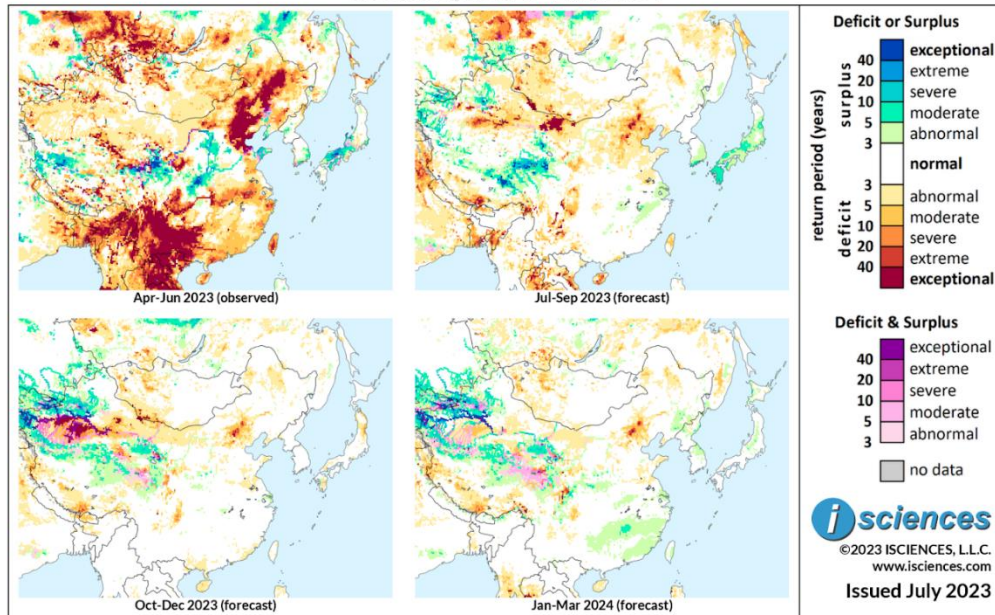 Apr-Jun 2023 (observed)
Jul-Sep 2023 (forecast)
Oct-Dec 2023 (forecast)
Jan-Mar 2024 (forecast)
Deficit or Surplus
return period (years)
surplus
deficit
exceptional
40
extreme
20
severe
10
moderate
5
abnormal
3
normal
3
abnormal
5
moderate
10
severe
20
extreme
40
exceptional
Deficit & Surplus
exceptional
40
extreme
20
severe
10
moderate
5
abnormal
3
no data
i sciences
©2023 ISCIENCES, L.L.C.
www.isciences.com
Issued July 2023